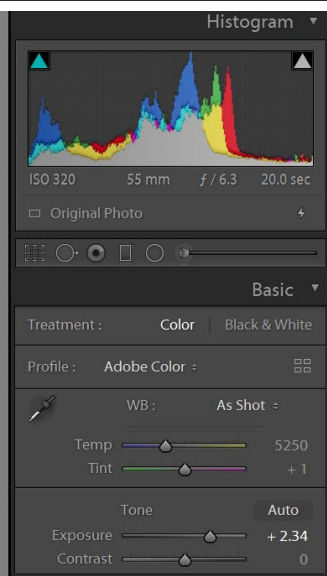 Histogram
ISO 320 55 mm ƒ / 6.3 20.0 sec
Original Photo
Basic
Treatment : Color Black & White
Profile : Adobe Color
WB : As Shot
Temp 5250
Tint + 1
Tone Auto
Exposure + 2.34
Contrast 0